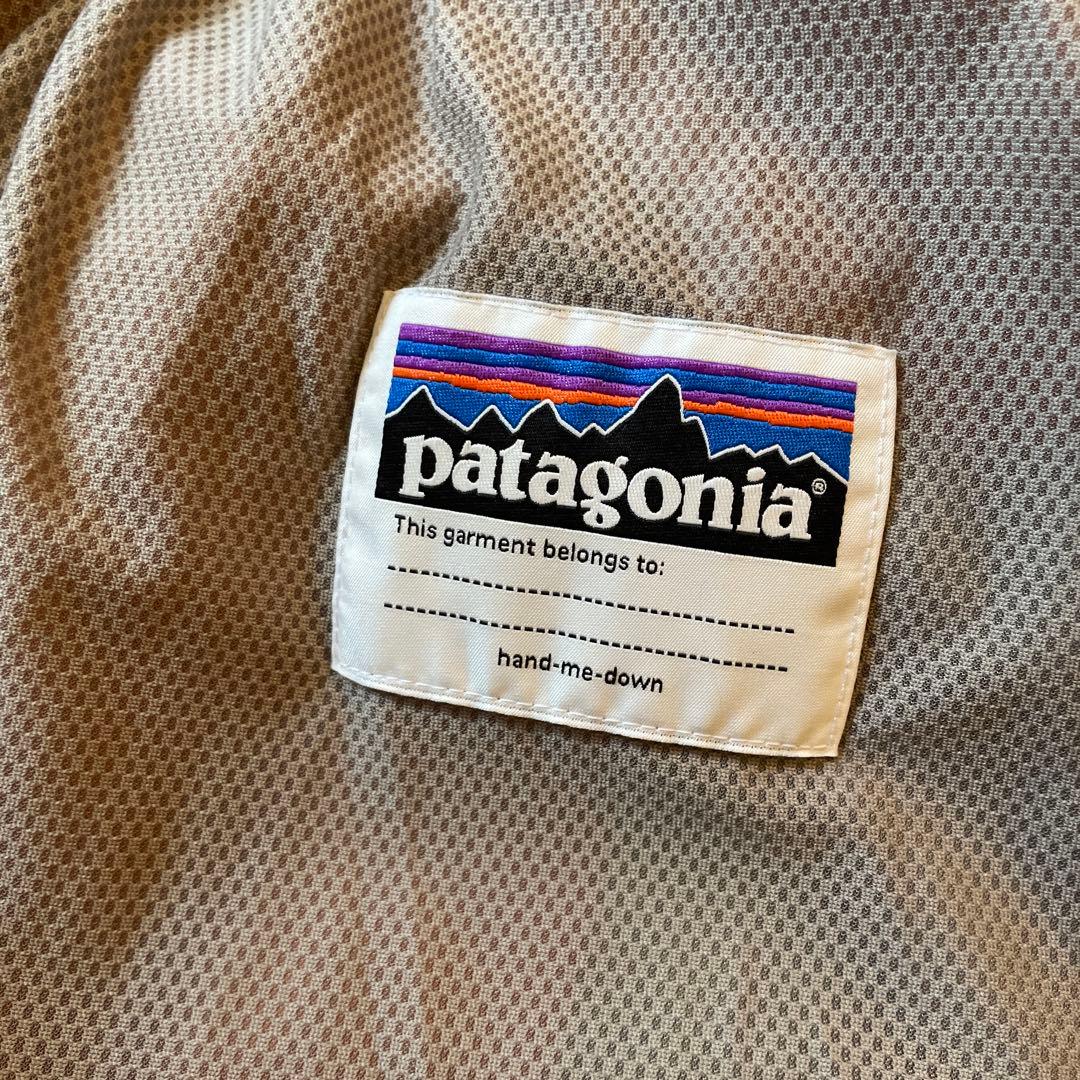 patagonia®
This garment belongs to:
hand-me-down